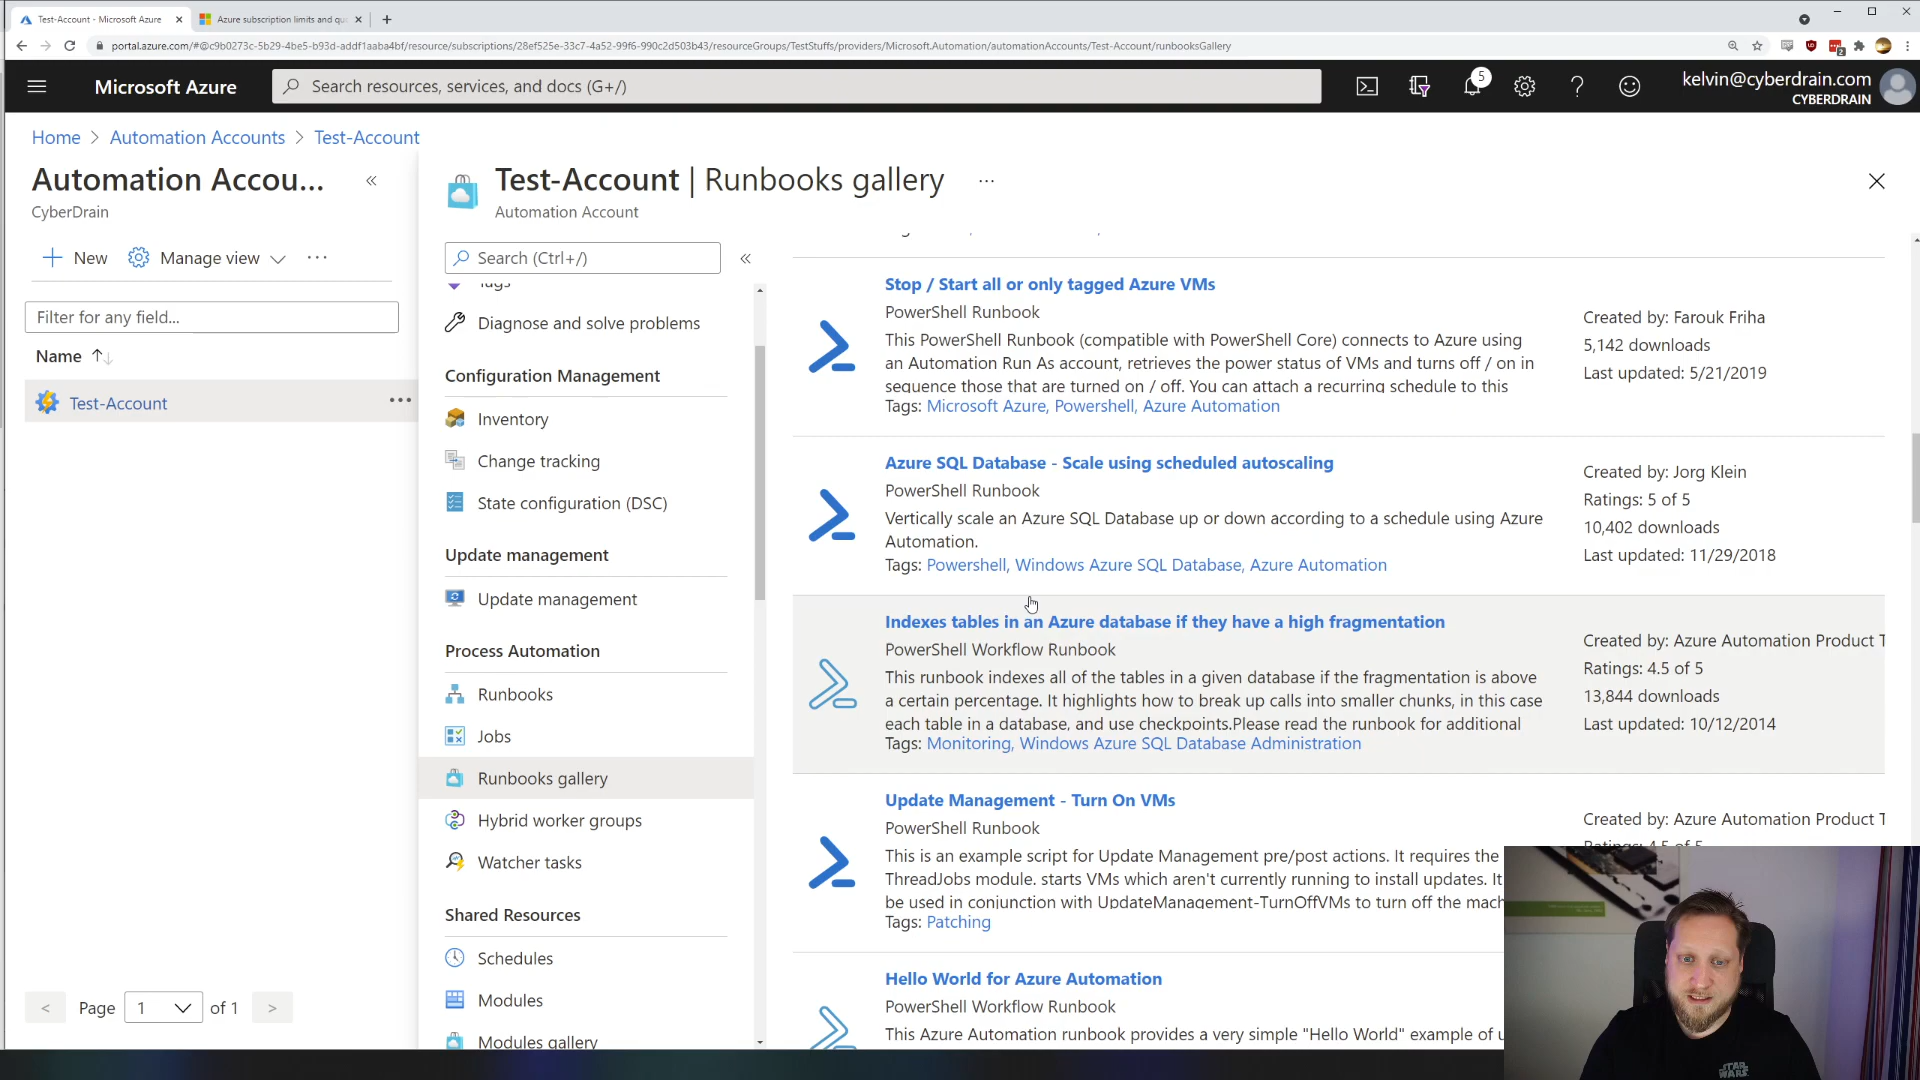 Test-Account - Microsoft Azure
Azure subscription limits and qu
portal.azure.com/#@c9b0273c-5b29-4be5-b93d-addf1aaba4bf/resource/subscriptions/28ef525e-33c7-4a52-99f6-990c2d503b43/resourceGroups/TestStuffs/providers/Microsoft.Automation/automationAccounts/Test-Account/runbooksGallery
2
Microsoft Azure
Search resources, services, and docs (G+/)
5
kelvin@cyberdrain.com
CYBERDRAIN
Home > Automation Accounts > Test-Account
Automation Accou...
CyberDrain
New
Manage view
Filter for any field...
Name
Test-Account
< Page 1 of 1 >
Test-Account | Runbooks gallery
Automation Account
Search (Ctrl+/)
Tags
Diagnose and solve problems
Configuration Management
Inventory
Change tracking
State configuration (DSC)
Update management
Update management
Process Automation
Runbooks
Jobs
Runbooks gallery
Hybrid worker groups
Watcher tasks
Shared Resources
Schedules
Modules
Modules gallery
Stop / Start all or only tagged Azure VMs
PowerShell Runbook
This PowerShell Runbook (compatible with PowerShell Core) connects to Azure using
an Automation Run As account, retrieves the power status of VMs and turns off / on in
sequence those that are turned on / off. You can attach a recurring schedule to this
Tags: Microsoft Azure, Powershell, Azure Automation
Created by: Farouk Friha
5,142 downloads
Last updated: 5/21/2019
Azure SQL Database - Scale using scheduled autoscaling
PowerShell Runbook
Vertically scale an Azure SQL Database up or down according to a schedule using Azure
Automation.
Tags: Powershell, Windows Azure SQL Database, Azure Automation
Created by: Jorg Klein
Ratings: 5 of 5
10,402 downloads
Last updated: 11/29/2018
Indexes tables in an Azure database if they have a high fragmentation
PowerShell Workflow Runbook
This runbook indexes all of the tables in a given database if the fragmentation is above
a certain percentage. It highlights how to break up calls into smaller chunks, in this case
each table in a database, and use checkpoints.Please read the runbook for additional
Tags: Monitoring, Windows Azure SQL Database Administration
Created by: Azure Automation Product T
Ratings: 4.5 of 5
13,844 downloads
Last updated: 10/12/2014
Update Management - Turn On VMs
PowerShell Runbook
This is an example script for Update Management pre/post actions. It requires the
ThreadJobs module. starts VMs which aren't currently running to install updates. It
be used in conjunction with UpdateManagement-TurnOffVMs to turn off the mach
Tags: Patching
Created by: Azure Automation Product T
Ratings: 4.5 of 5
Hello World for Azure Automation
PowerShell Workflow Runbook
This Azure Automation runbook provides a very simple "Hello World" example of u
STAR
WARS